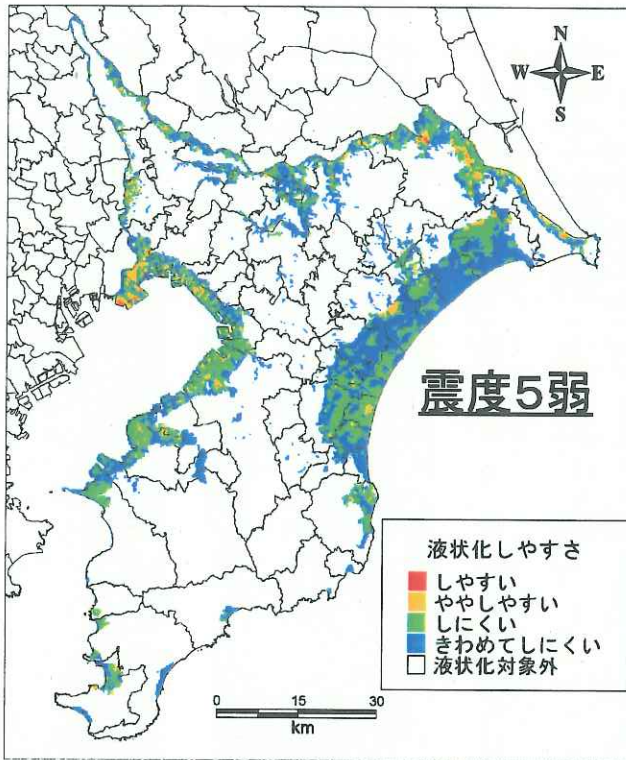 N
W E
S
震度5弱
液状化しやすさ
しやすい
ややしやすい
しにくい
きわめてしにくい
液状化対象外
0 15 30
km